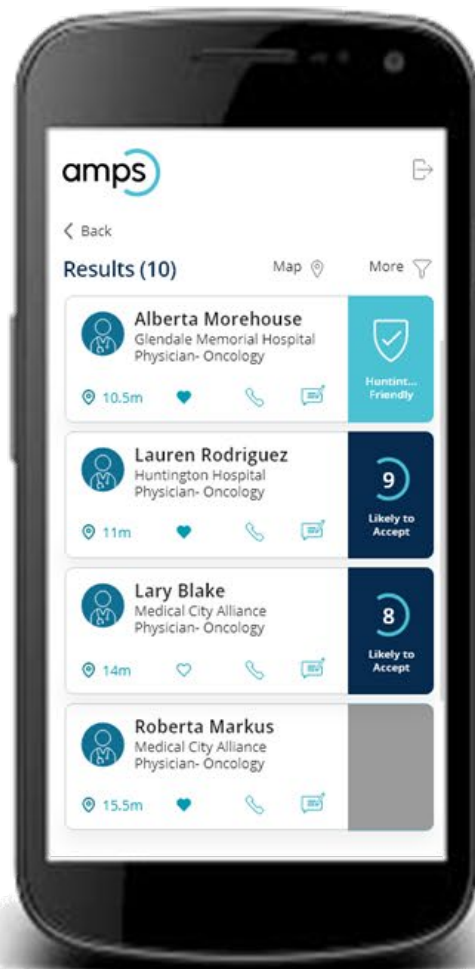 amps
Back
Results (10)
Map
More
Alberta Morehouse
Glendale Memorial Hospital
Physician- Oncology
10.5m
Huntint...
Friendly
Lauren Rodriguez
Huntington Hospital
Physician- Oncology
11m
9
Likely to
Accept
Lary Blake
Medical City Alliance
Physician- Oncology
14m
8
Likely to
Accept
Roberta Markus
Medical City Alliance
Physician- Oncology
15.5m